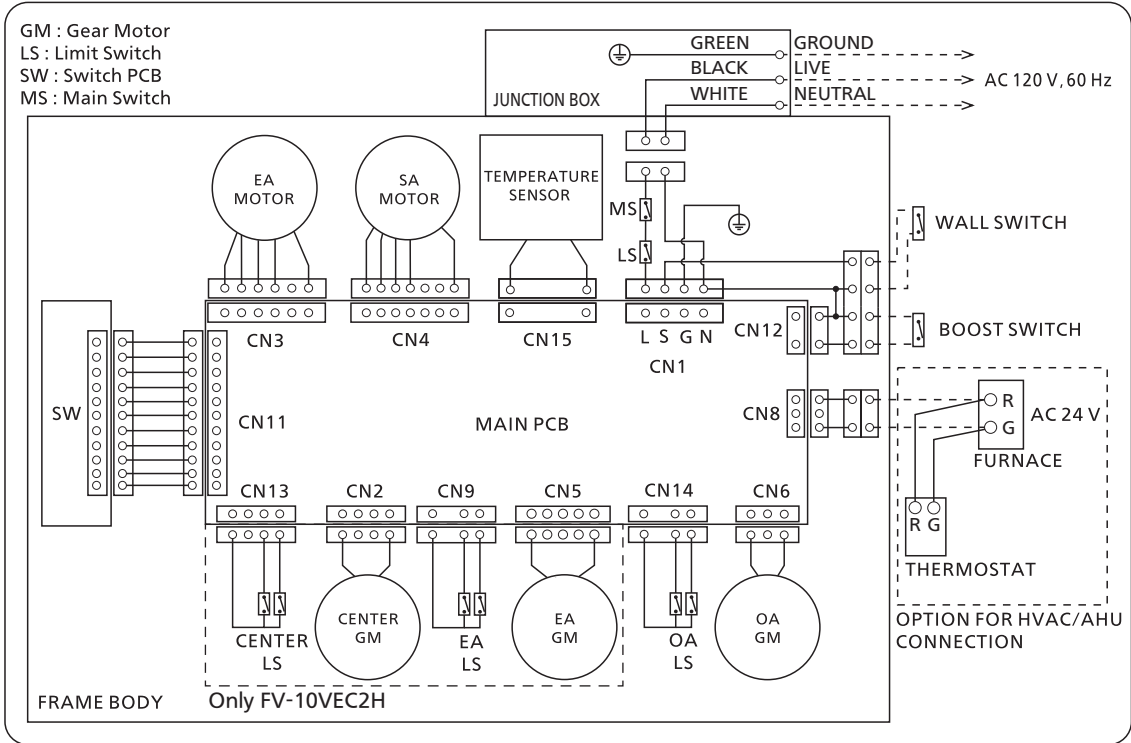 GM : Gear Motor
LS : Limit Switch
SW : Switch PCB
MS : Main Switch
GREEN
GROUND
BLACK
LIVE
WHITE
NEUTRAL
AC 120 V, 60 Hz
JUNCTION BOX
EA
MOTOR
SA
MOTOR
TEMPERATURE
SENSOR
MS
LS
WALL SWITCH
CN3
CN4
CN15
L S G N
CN1
CN12
BOOST SWITCH
SW
CN11
MAIN PCB
CN8
R
G
AC 24 V
FURNACE
CN13
CN2
CN9
CN5
CN14
CN6
R G
THERMOSTAT
OPTION FOR HVAC/AHU
CONNECTION
CENTER
LS
CENTER
GM
EA
LS
EA
GM
OA
LS
OA
GM
FRAME BODY
Only FV-10VEC2H